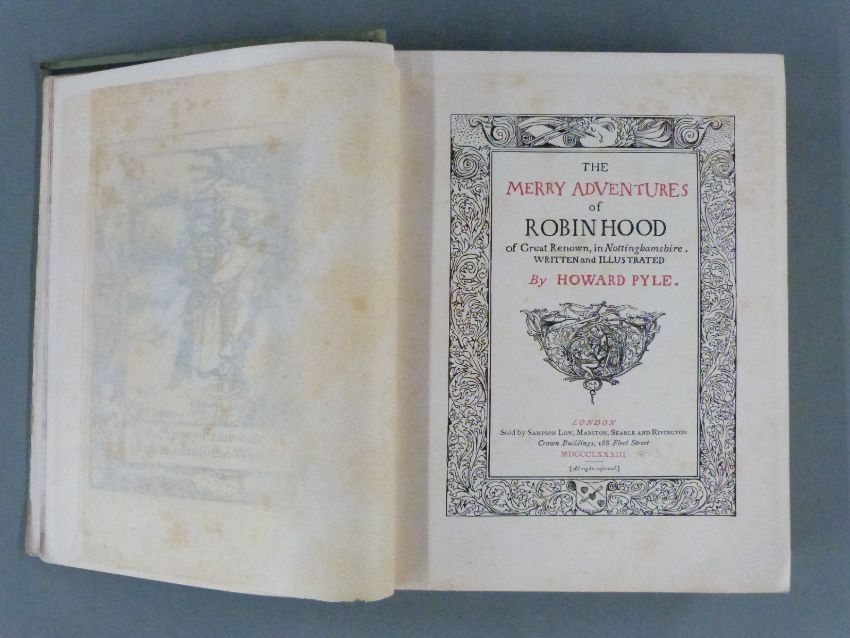 THE
MERRY ADVENTURES
of
ROBIN HOOD
of Great Renown, in Nottinghamshire.
WRITTEN and ILLUSTRATED
By HOWARD PYLE.
LONDON
Sold by SAMPSON LOW, MARSTON, SEARLE AND RIVINGTON
Crown Buildings, 188 Fleet Street
MDCCCLXXXIII
[All rights reserved.]